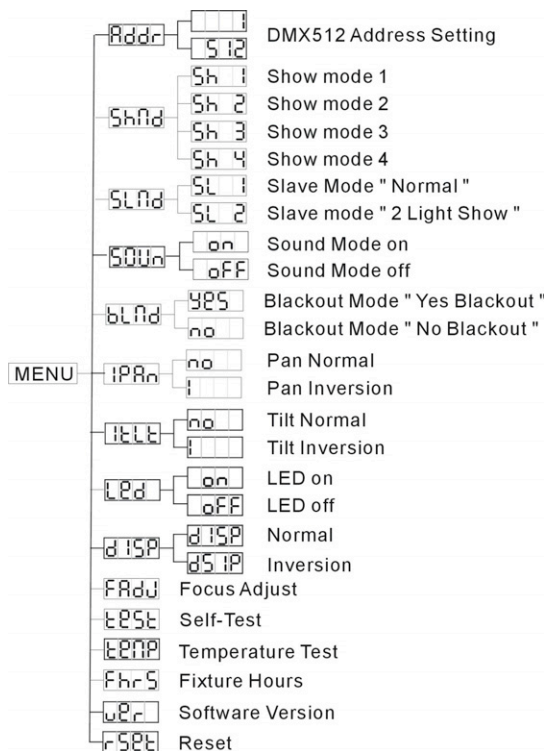 Addr 1 DMX512 Address Setting
512
ShMd Sh 1 Show mode 1
Sh 2 Show mode 2
Sh 3 Show mode 3
Sh 4 Show mode 4
SLMd SL 1 Slave Mode " Normal "
SL 2 Slave mode " 2 Light Show "
SOUn on Sound Mode on
oFF Sound Mode off
bLMd yES Blackout Mode " Yes Blackout "
no Blackout Mode " No Blackout "
MENU 1PAn no Pan Normal
1 Pan Inversion
1tLt no Tilt Normal
1 Tilt Inversion
Led on LED on
oFF LED off
dISP dISP Normal
dSIP Inversion
FAdJ Focus Adjust
tESt Self-Test
tEMP Temperature Test
FhrS Fixture Hours
vEr Software Version
rSEt Reset